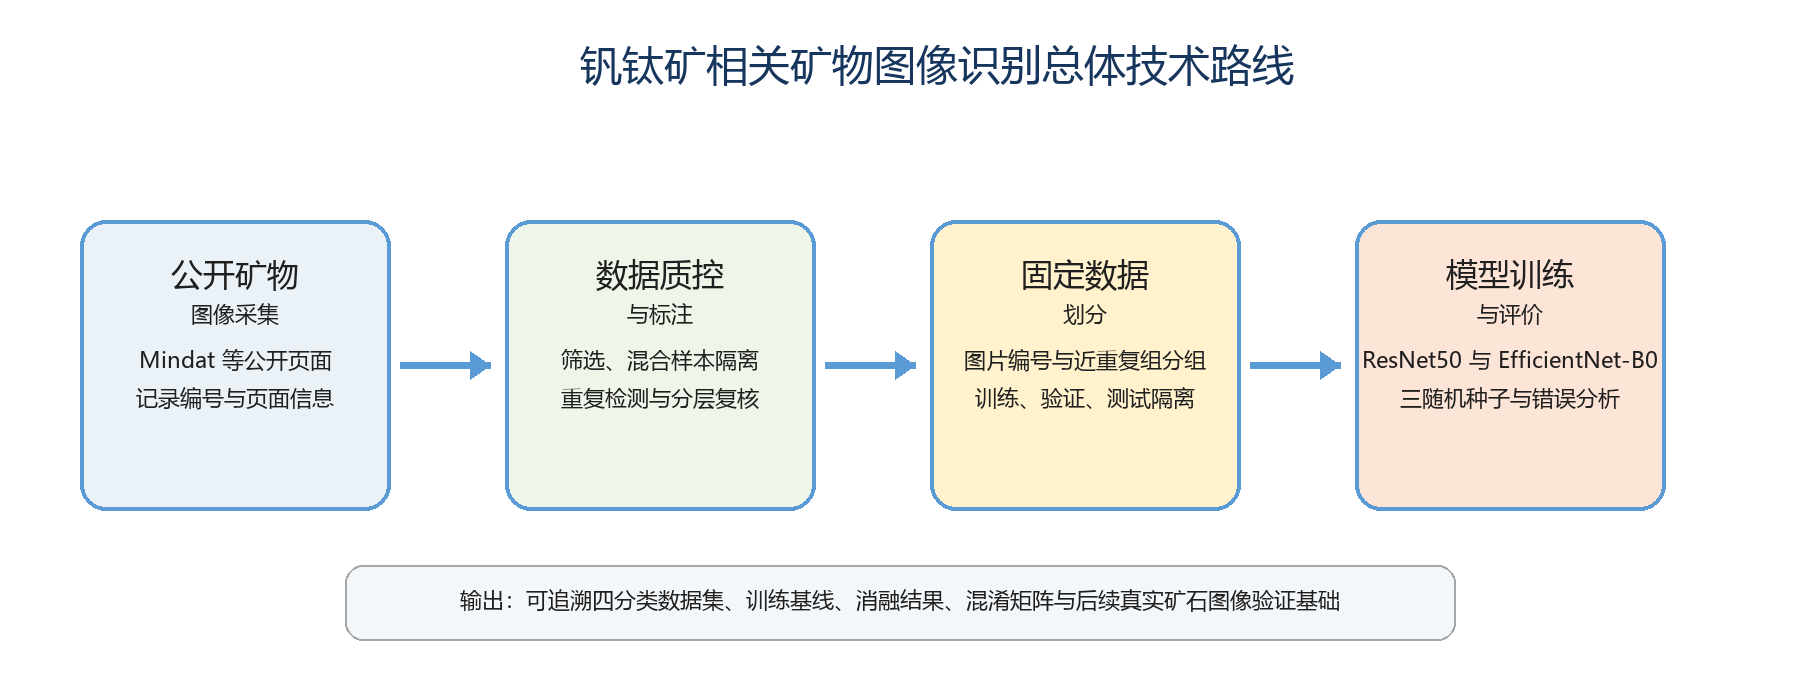 钒钛矿相关矿物图像识别总体技术路线
公开矿物
图像采集
Mindat 等公开页面
记录编号与页面信息
数据质控
与标注
筛选、混合样本隔离
重复检测与分层复核
固定数据
划分
图片编号与近重复组分组
训练、验证、测试隔离
模型训练
与评价
ResNet50 与 EfficientNet-B0
三随机种子与错误分析
输出：可追溯四分类数据集、训练基线、消融结果、混淆矩阵与后续真实矿石图像验证基础